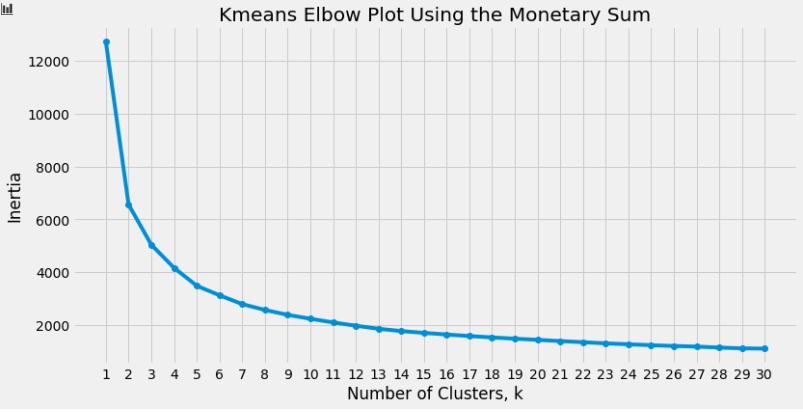 Kmeans Elbow Plot Using the Monetary Sum
12000
10000
8000
6000
4000
2000
Inertia
1 2 3 4 5 6 7 8 9 10 11 12 13 14 15 16 17 18 19 20 21 22 23 24 25 26 27 28 29 30
Number of Clusters, k